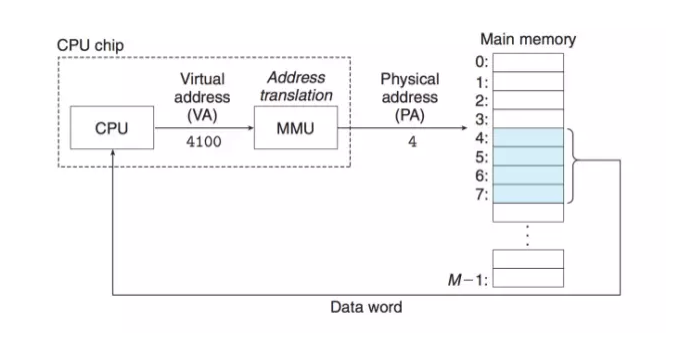 CPU chip
CPU
Virtual
address
(VA)
4100
Address
translation
MMU
Physical
address
(PA)
4
Main memory
0:
1:
2:
3:
4:
5:
6:
7:
M−1:
Data word